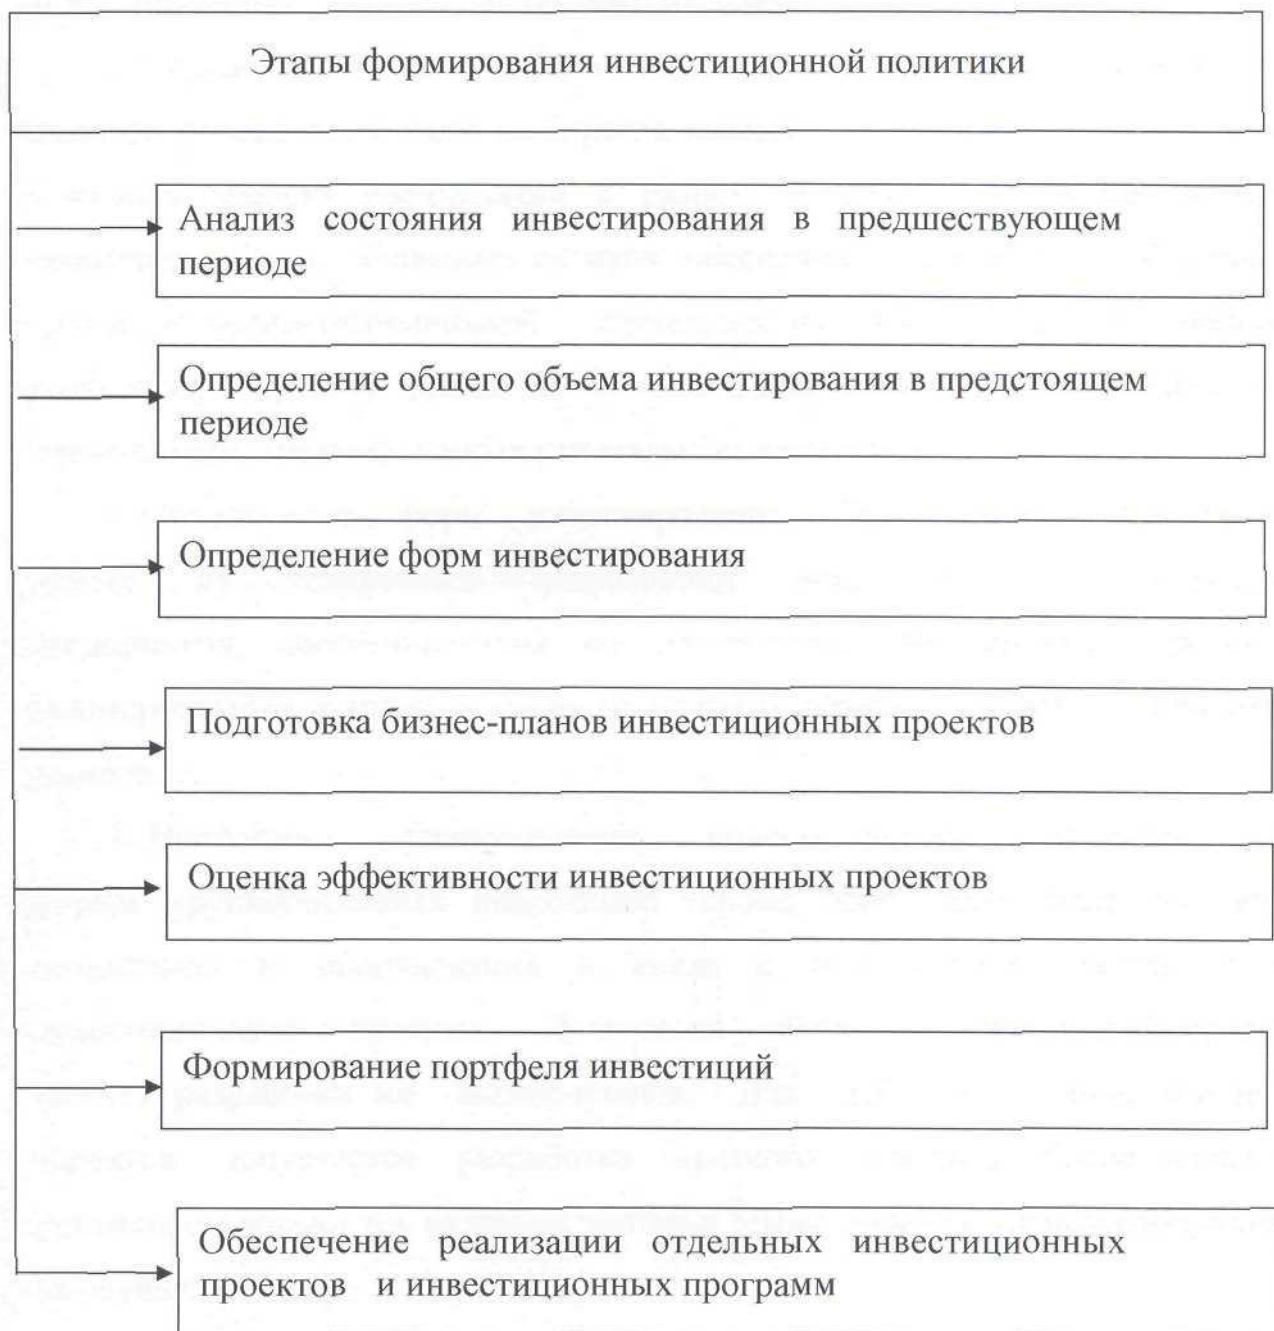 Этапы формирования инвестиционной политики
Анализ состояния инвестирования в предшествующем
периоде
Определение общего объема инвестирования в предстоящем
периоде
Определение форм инвестирования
Подготовка бизнес-планов инвестиционных проектов
Оценка эффективности инвестиционных проектов
Формирование портфеля инвестиций
Обеспечение реализации отдельных инвестиционных
проектов и инвестиционных программ